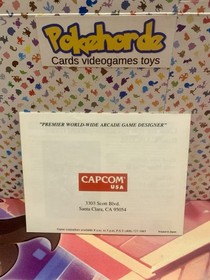 Pokehorde
Cards videogames toys
"PREMIER WORLD-WIDE ARCADE GAME DESIGNER"
CAPCOM
USA
3303 Scott Blvd.
Santa Clara, CA 95054